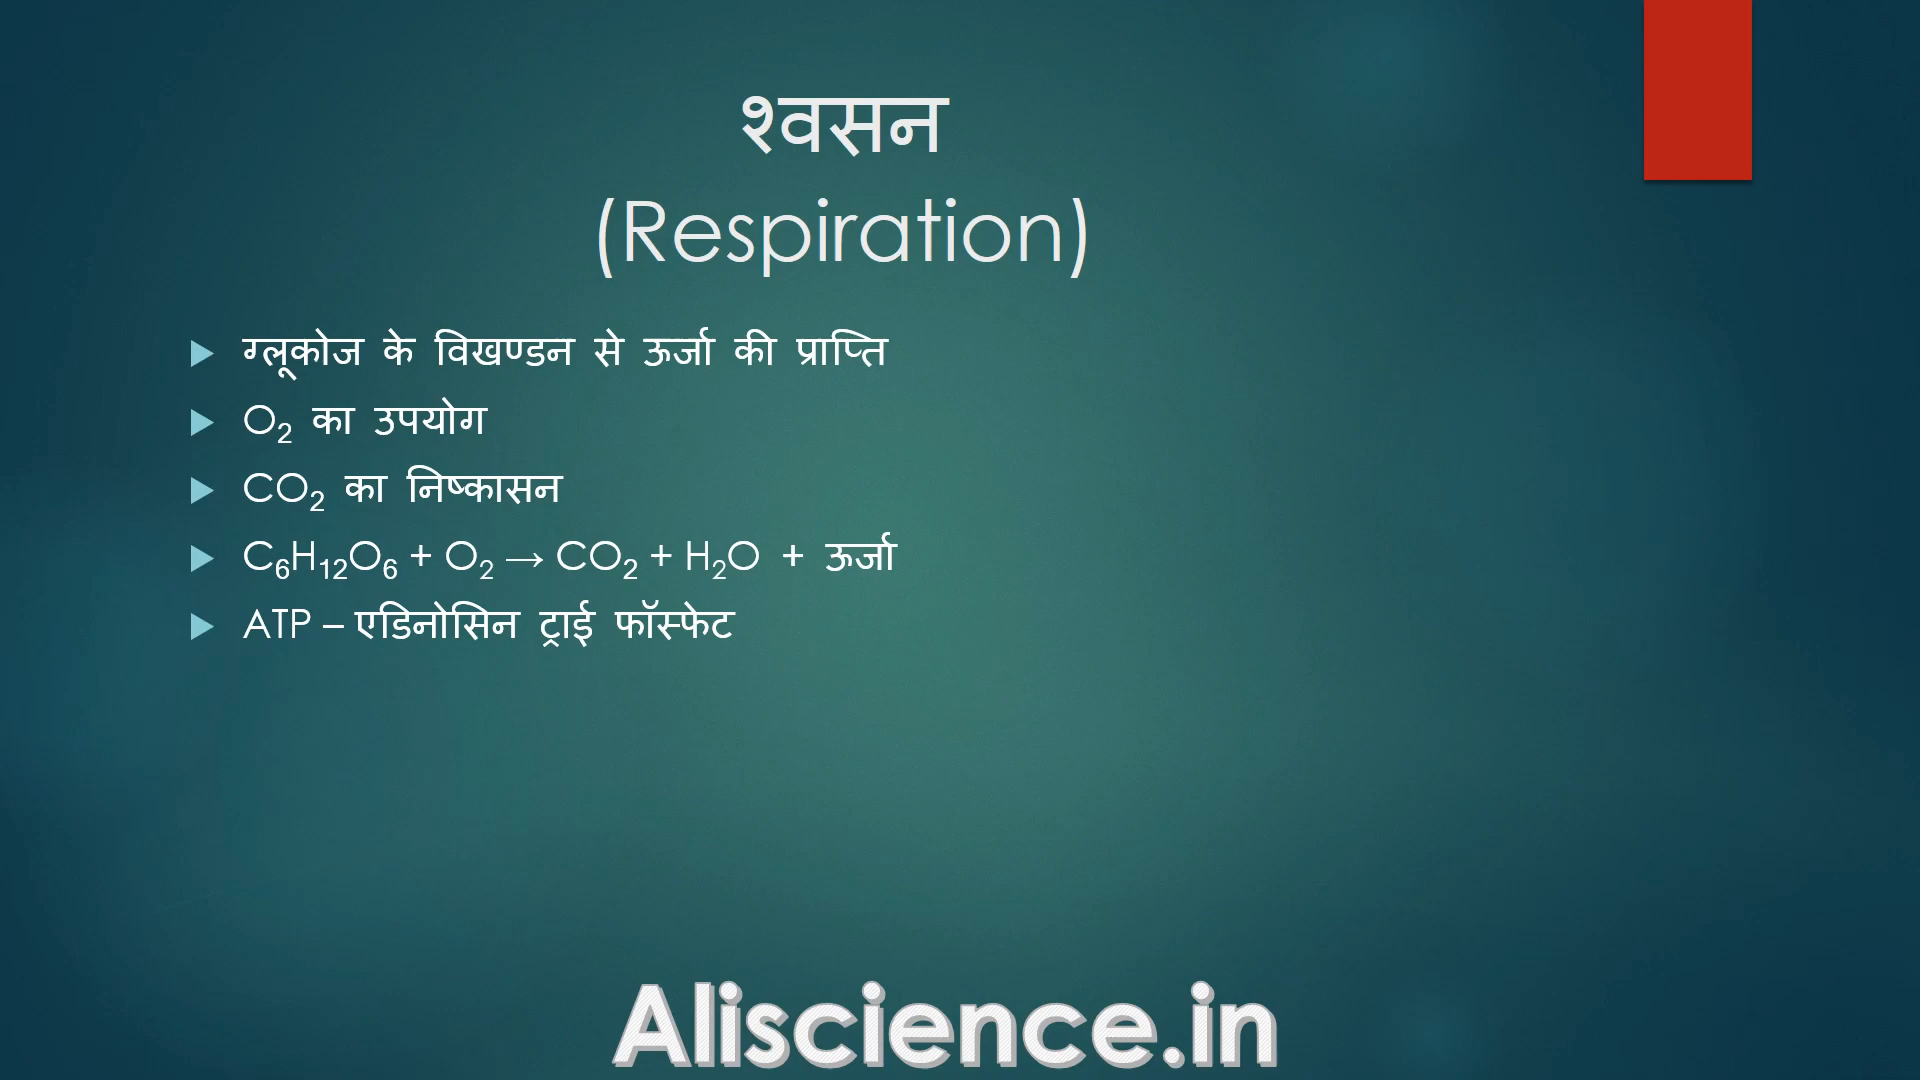 श्वसन
(Respiration)
ग्लूकोज के विखण्डन से ऊर्जा की प्राप्ति
O₂ का उपयोग
CO₂ का निष्कासन
C₆H₁₂O₆ + O₂ → CO₂ + H₂O + ऊर्जा
ATP – एडिनोसिन ट्राई फॉस्फेट
Aliscience.in